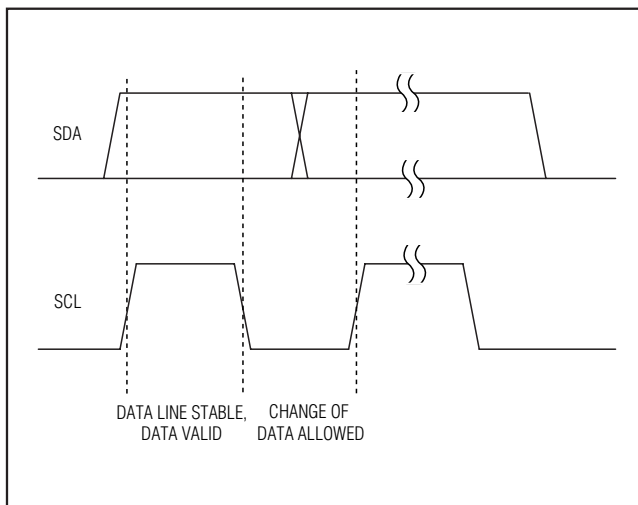 SDA
SCL
DATA LINE STABLE,
DATA VALID
CHANGE OF
DATA ALLOWED